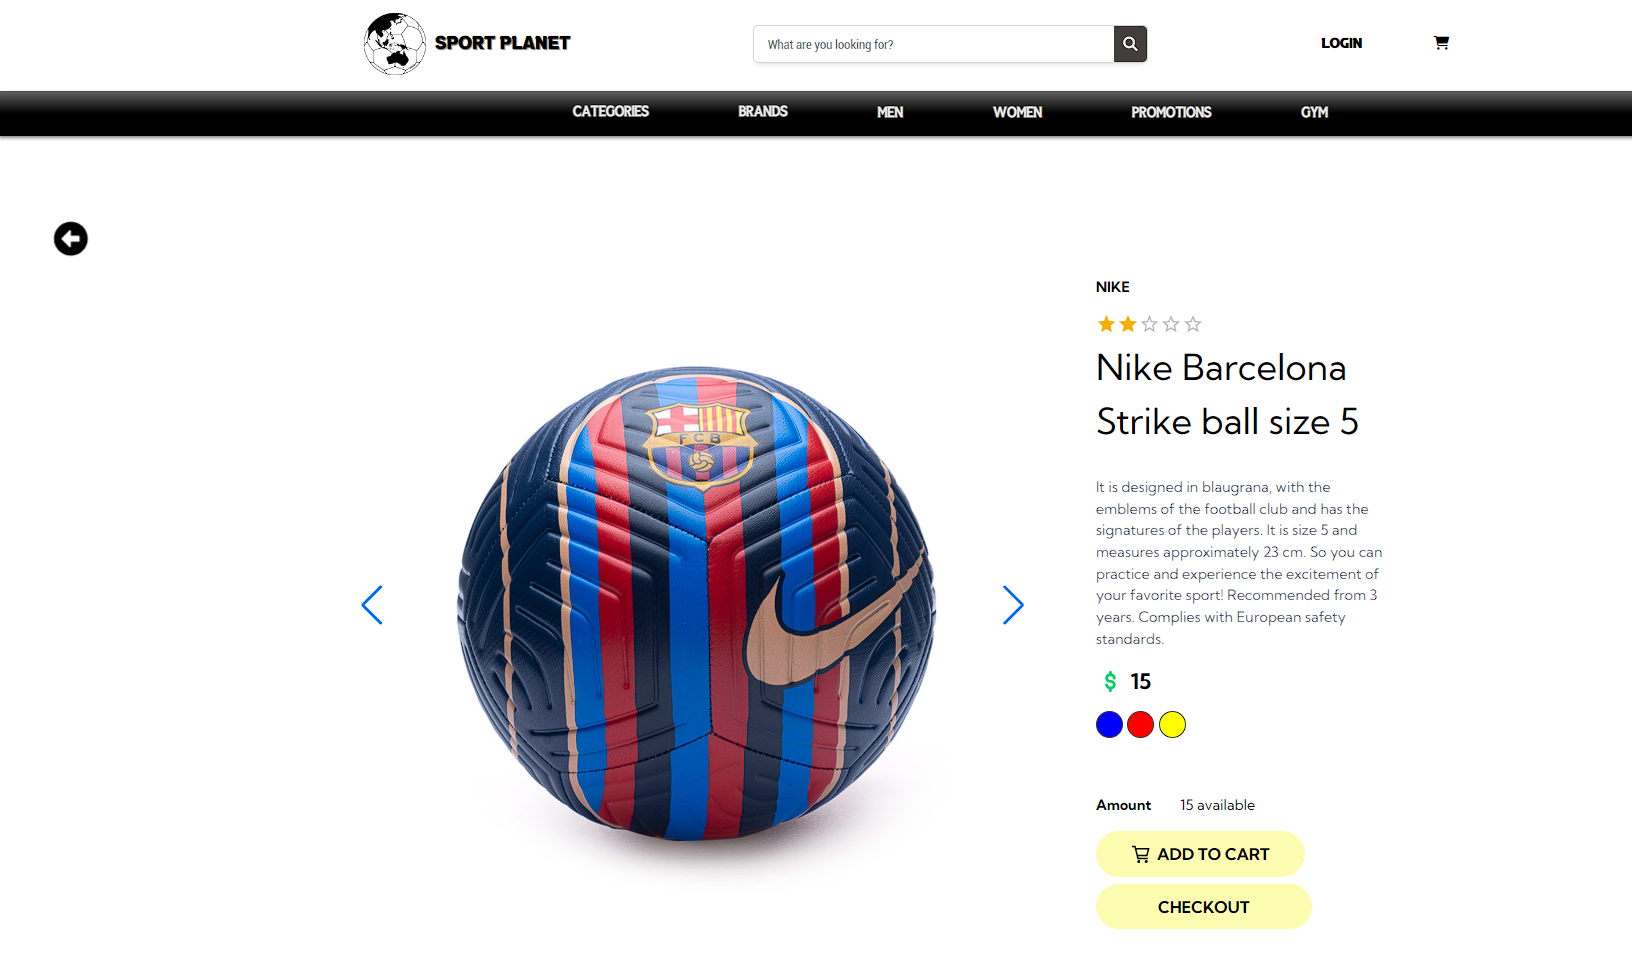 SPORT PLANET
What are you looking for?
LOGIN
CATEGORIES
BRANDS
MEN
WOMEN
PROMOTIONS
GYM
NIKE
Nike Barcelona
Strike ball size 5
It is designed in blaugrana, with the
emblems of the football club and has the
signatures of the players. It is size 5 and
measures approximately 23 cm. So you can
practice and experience the excitement of
your favorite sport! Recommended from 3
years. Complies with European safety
standards.
$ 15
Amount 15 available
ADD TO CART
CHECKOUT
FCB